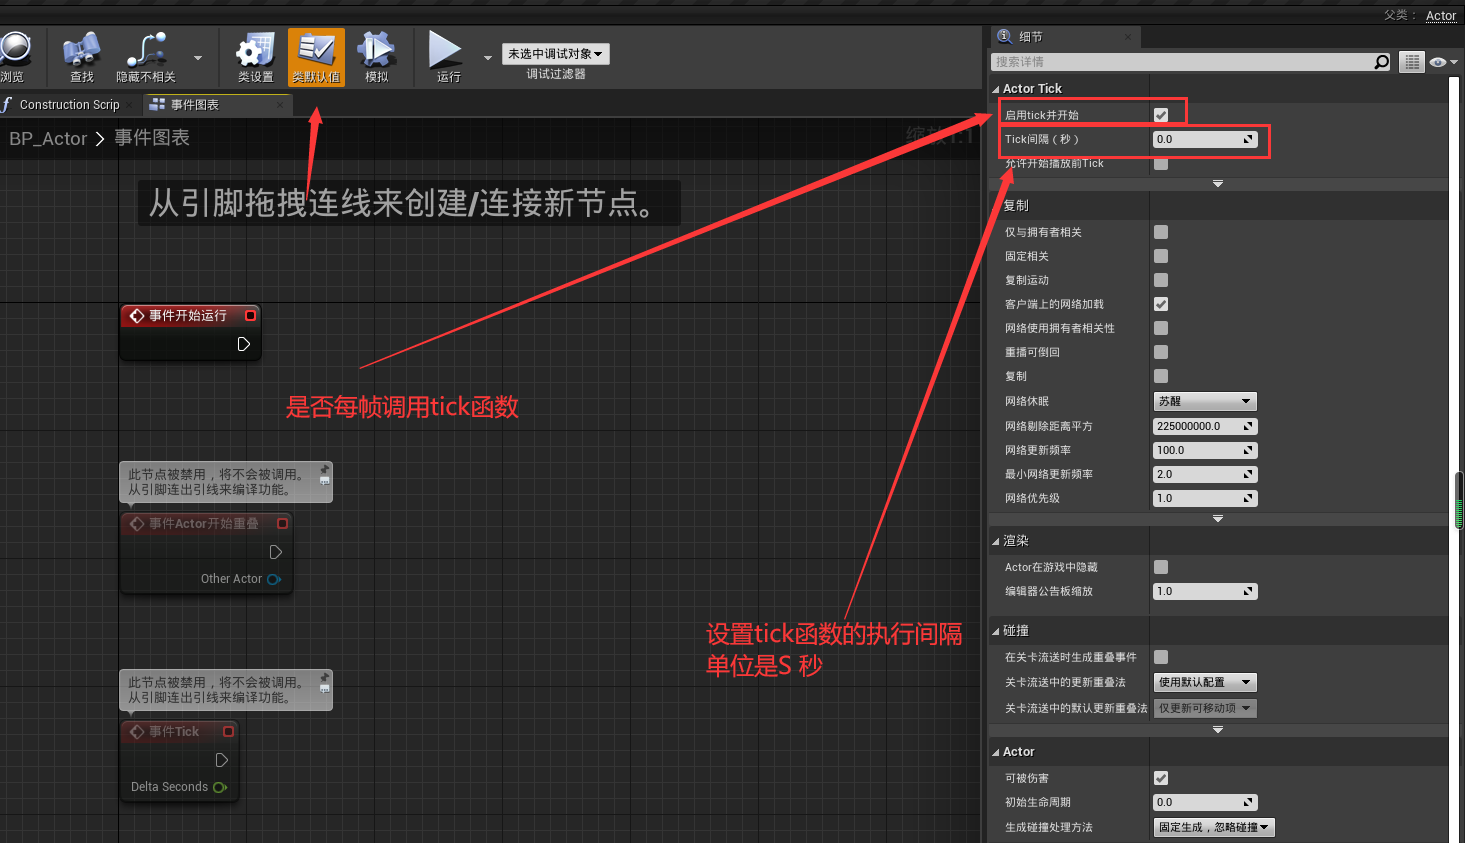 父类： Actor
浏览
查找
隐藏不相关
类设置
类默认值
模拟
运行
未选中调试对象
调试过滤器
细节
搜索详情
Construction Scrip
事件图表
BP_Actor > 事件图表
缩放1:1
从引脚拖拽连线来创建/连接新节点。
事件开始运行
是否每帧调用tick函数
此节点被禁用，将不会被调用。
从引脚连出引线来编译功能。
事件Actor开始重叠
Other Actor
设置tick函数的执行间隔
单位是S 秒
此节点被禁用，将不会被调用。
从引脚连出引线来编译功能。
事件Tick
Delta Seconds
Actor Tick
启用tick并开始
Tick间隔（秒） 0.0
允许开始播放前Tick
复制
仅与拥有者相关
固定相关
复制运动
客户端上的网络加载
网络使用拥有者相关性
重播可倒回
复制
网络休眠 苏醒
网络剔除距离平方 225000000.0
网络更新频率 100.0
最小网络更新频率 2.0
网络优先级 1.0
渲染
Actor在游戏中隐藏
编辑器公告板缩放 1.0
碰撞
在关卡流送时生成重叠事件
关卡流送中的更新重叠法 使用默认配置
关卡流送中的默认更新重叠法 仅更新可移动项
Actor
可被伤害
初始生命周期 0.0
生成碰撞处理方法 固定生成，忽略碰撞